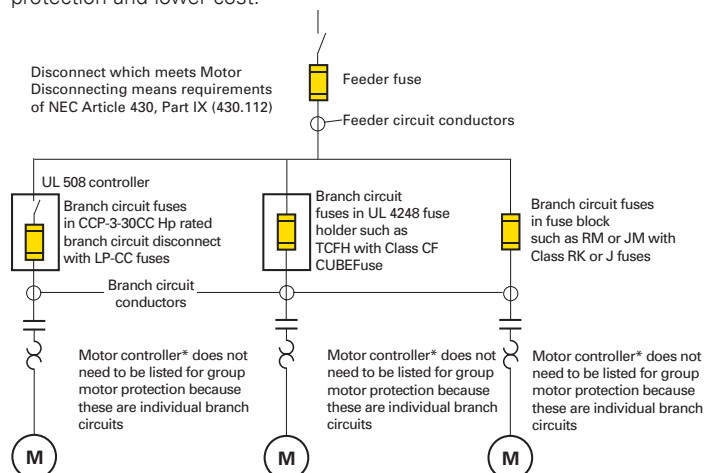 protection and lower cost.
Disconnect which meets Motor
Disconnecting means requirements
of NEC Article 430, Part IX (430.112)
Feeder fuse
Feeder circuit conductors
UL 508 controller
Branch circuit fuses
in CCP-3-30CC Hp rated
branch circuit disconnect
with LP-CC fuses
Branch circuit
fuses in UL 4248 fuse
holder such as
TCFH with Class CF
CUBEFuse
Branch circuit fuses
in fuse block
such as RM or JM with
Class RK or J fuses
Branch circuit
conductors
Motor controller* does not
need to be listed for group
motor protection because
these are individual branch
circuits
Motor controller* does not
need to be listed for group
motor protection because
these are individual branch
circuits
Motor controller* does not
need to be listed for group
motor protection because
these are individual branch
circuits
M
M
M